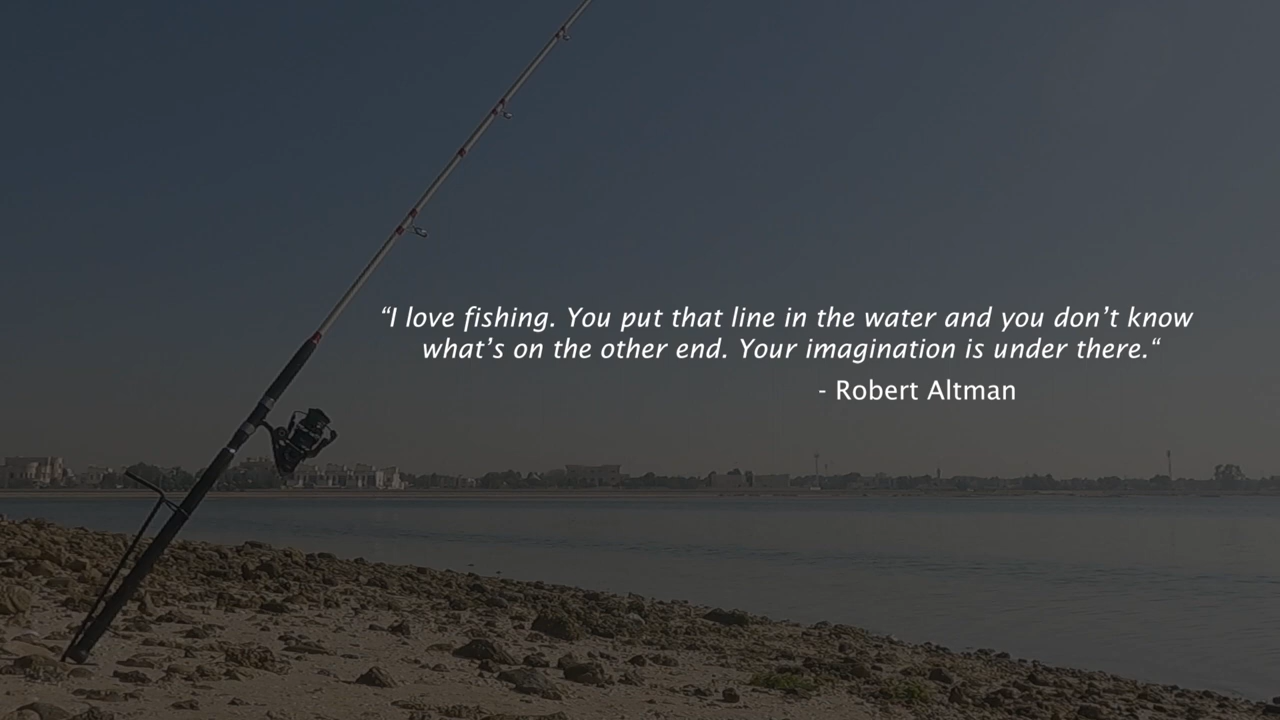 “I love fishing. You put that line in the water and you don’t know
what’s on the other end. Your imagination is under there.“
- Robert Altman